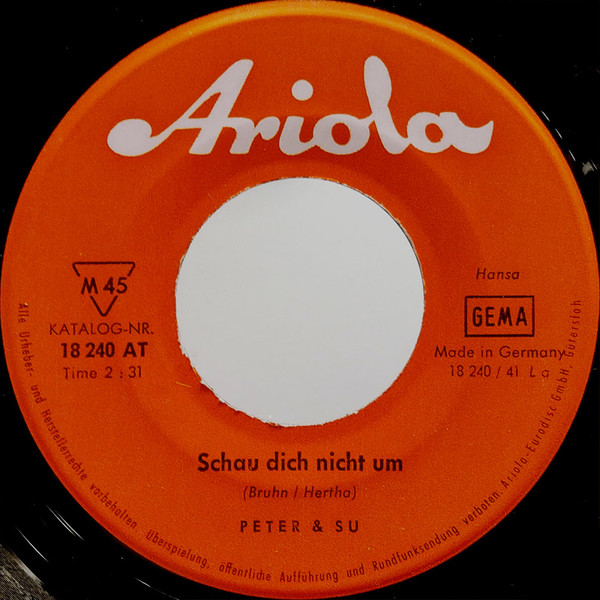 Ariola
M 45
KATALOG-NR.
18 240 AT
Time 2 : 31
Hansa
GEMA
Made in Germany
18 240 / 41 La
Schau dich nicht um
(Bruhn / Hertha)
PETER & SU
Alle Urheber- und Herstellerrechte vorbehalten. Überspielung, öffentliche Aufführung und Rundfunksendung verboten. Ariola-Eurodisc GmbH, Gütersloh